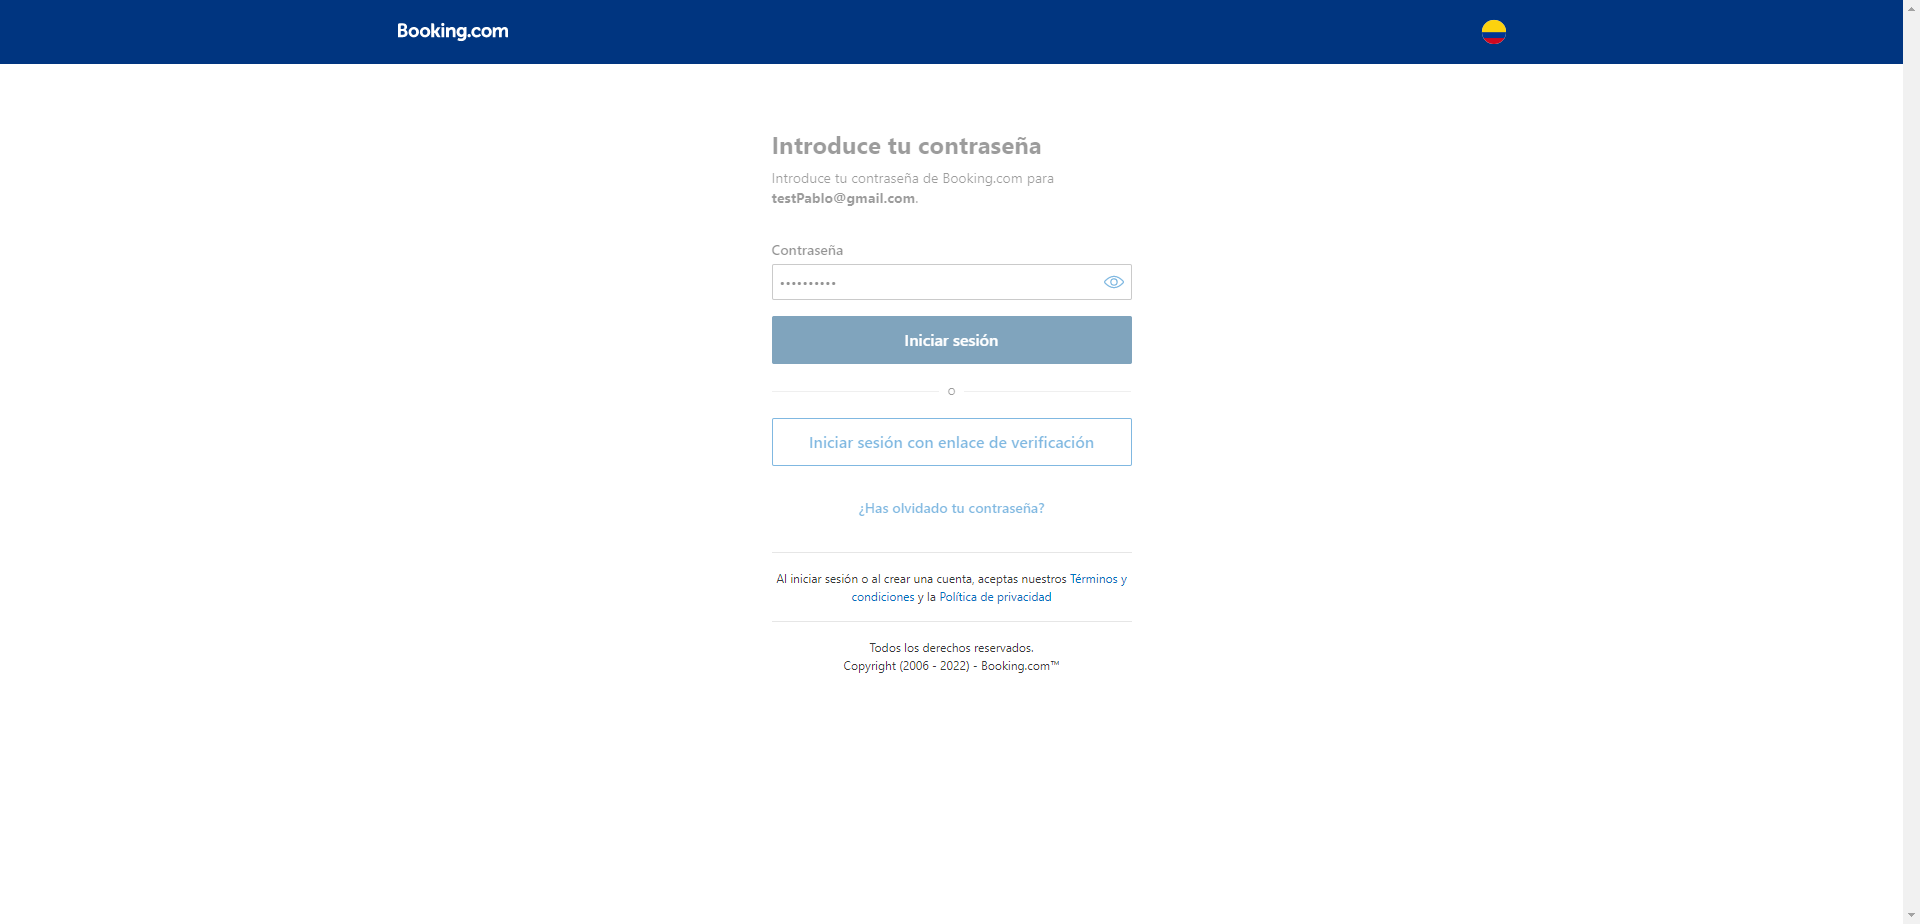 Booking.com
Introduce tu contraseña
Introduce tu contraseña de Booking.com para
testPablo@gmail.com.
Contraseña
••••••••••
Iniciar sesión
o
Iniciar sesión con enlace de verificación
¿Has olvidado tu contraseña?
Al iniciar sesión o al crear una cuenta, aceptas nuestros Términos y
condiciones y la Política de privacidad
Todos los derechos reservados.
Copyright (2006 - 2022) - Booking.com™